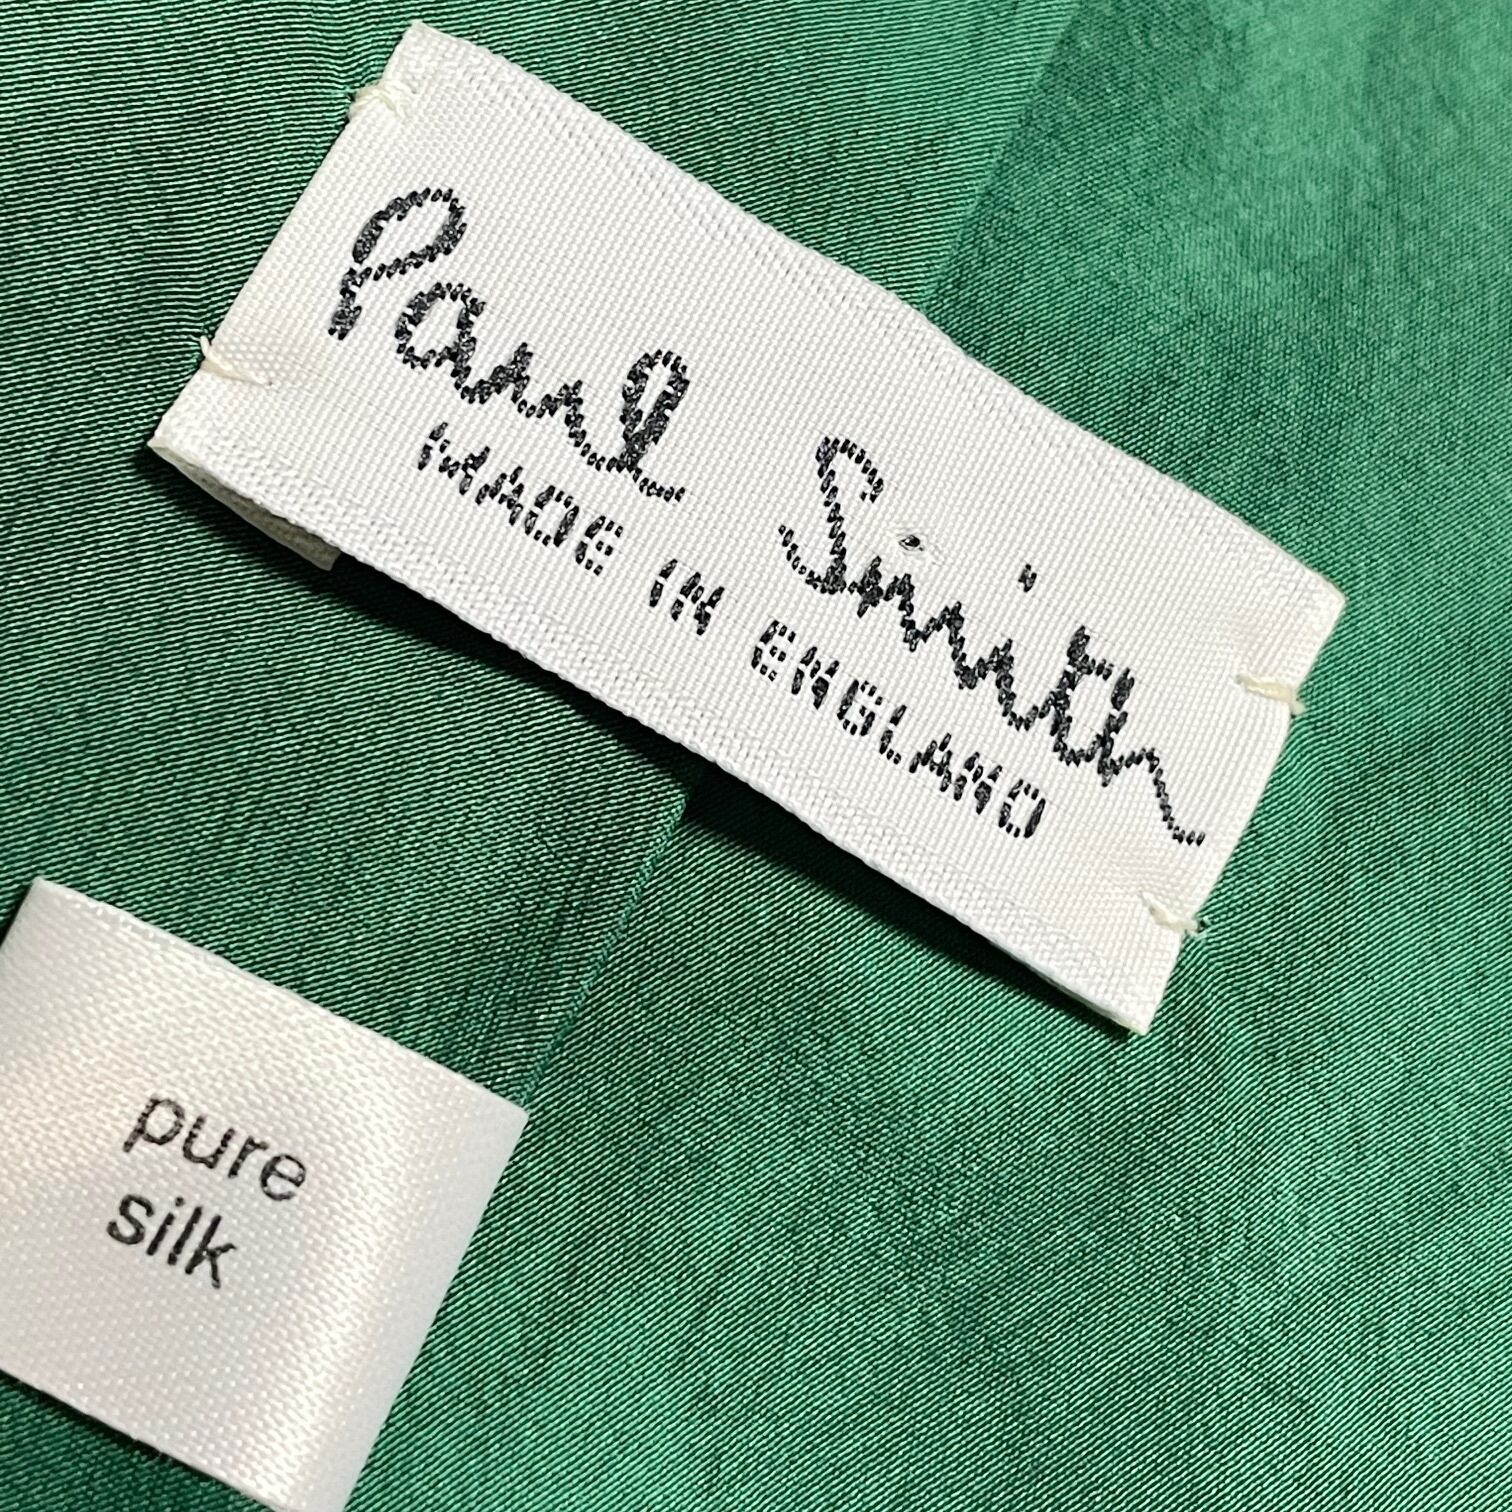 Paul Smith
MADE IN ENGLAND
pure
silk